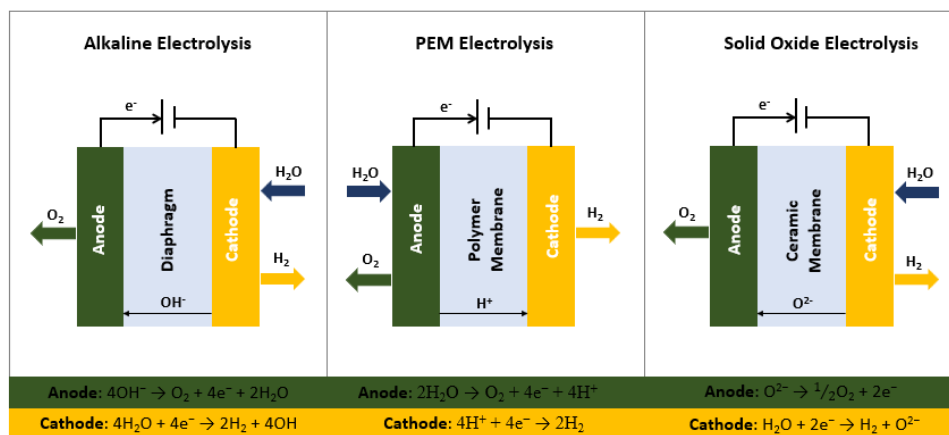 Alkaline Electrolysis
e⁻
H₂O
O₂
Anode
Diaphragm
Cathode
H₂
OH⁻
PEM Electrolysis
e⁻
H₂O
O₂
Anode
Polymer
Membrane
Cathode
H₂
H⁺
Solid Oxide Electrolysis
e⁻
H₂O
O₂
Anode
Ceramic
Membrane
Cathode
H₂
O²⁻
Anode: 4OH⁻ → O₂ + 4e⁻ + 2H₂O
Anode: 2H₂O → O₂ + 4e⁻ + 4H⁺
Anode: O²⁻ → ¹/₂O₂ + 2e⁻
Cathode: 4H₂O + 4e⁻ → 2H₂ + 4OH
Cathode: 4H⁺ + 4e⁻ → 2H₂
Cathode: H₂O + 2e⁻ → H₂ + O²⁻